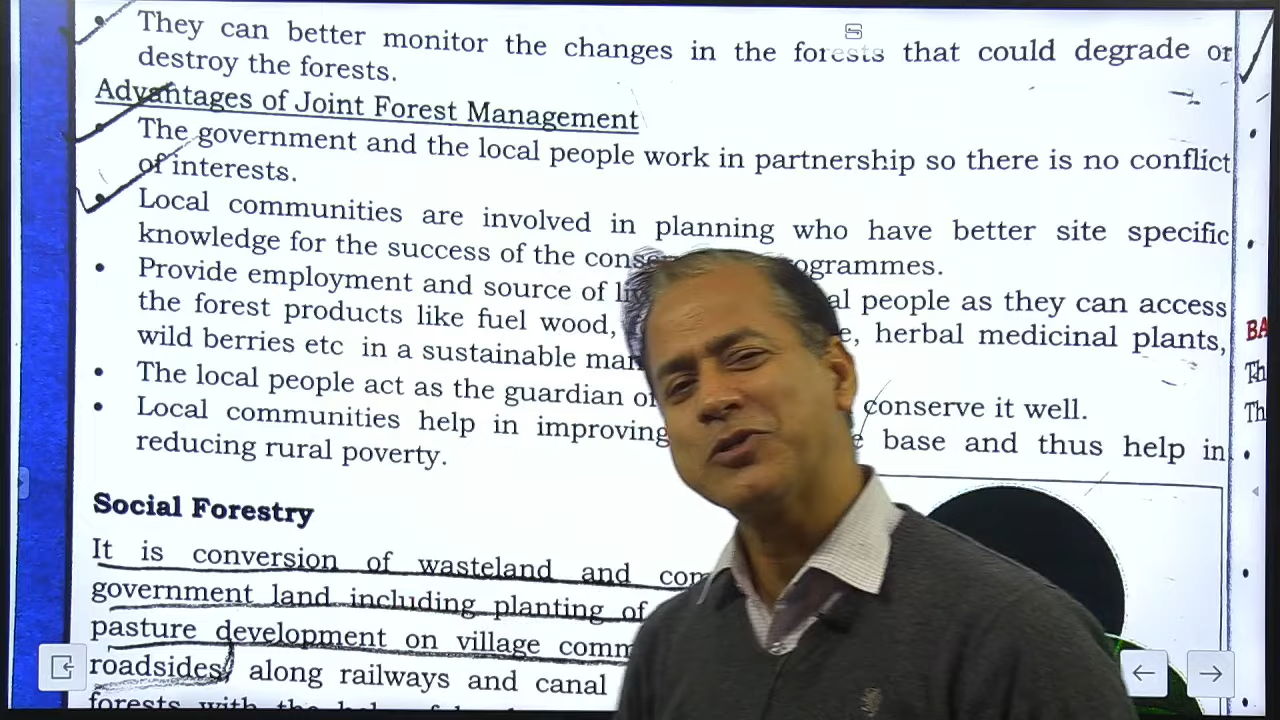 They can better monitor the changes in the forests that could degrade or
destroy the forests.
Advantages of Joint Forest Management
The government and the local people work in partnership so there is no conflict
of interests.
Local communities are involved in planning who have better site specific
knowledge for the success of the ogrammes.
Provide employment and source of al people as they can access
the forest products like fuel wood, e, herbal medicinal plants,
wild berries etc in a sustainable
The local people act as the guardian conserve it well.
Local communities help in improving base and thus help in
reducing rural poverty.
Social Forestry
It is conversion of wasteland and
government land including planting of
pasture development on village
roadsides, along railways and canal
forests with the
BA
Th
Th